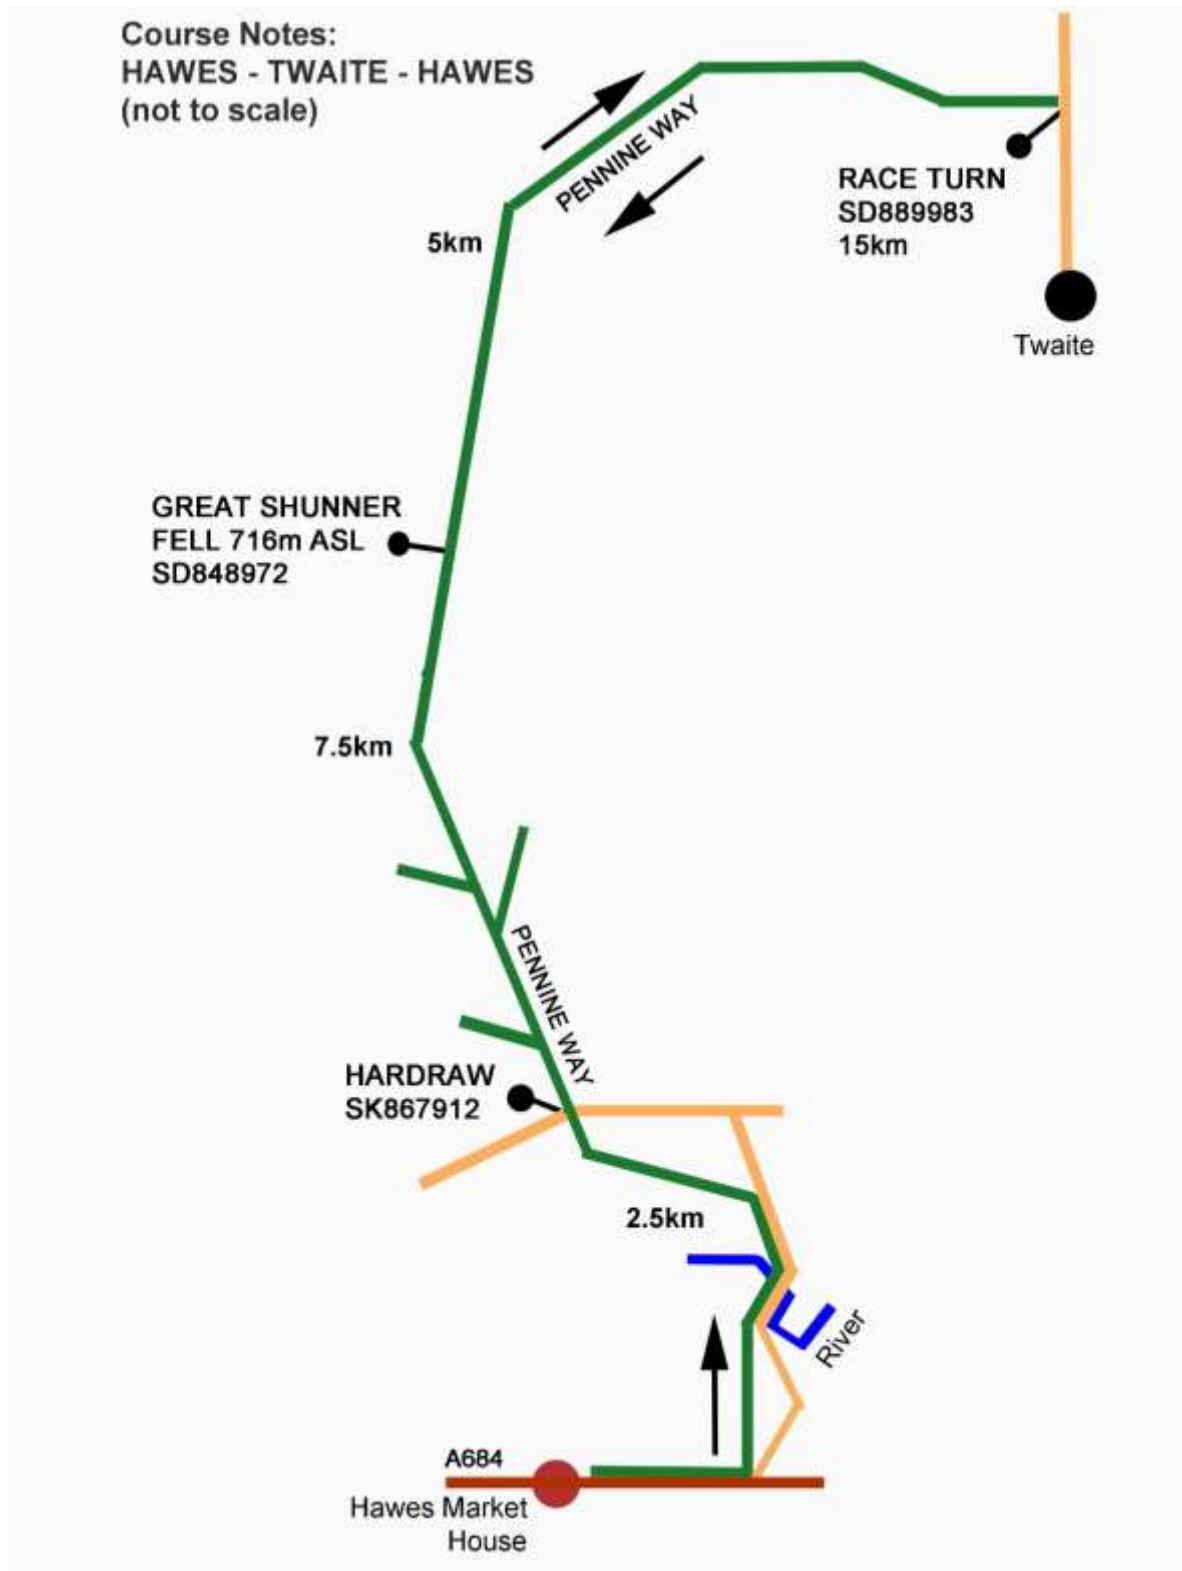 Course Notes:
HAWES - TWAITE - HAWES
(not to scale)
PENNINE WAY
RACE TURN
SD889983
15km
5km
Twaite
GREAT SHUNNER
FELL 716m ASL
SD848972
7.5km
PENNINE WAY
HARDRAW
SK867912
2.5km
River
A684
Hawes Market
House